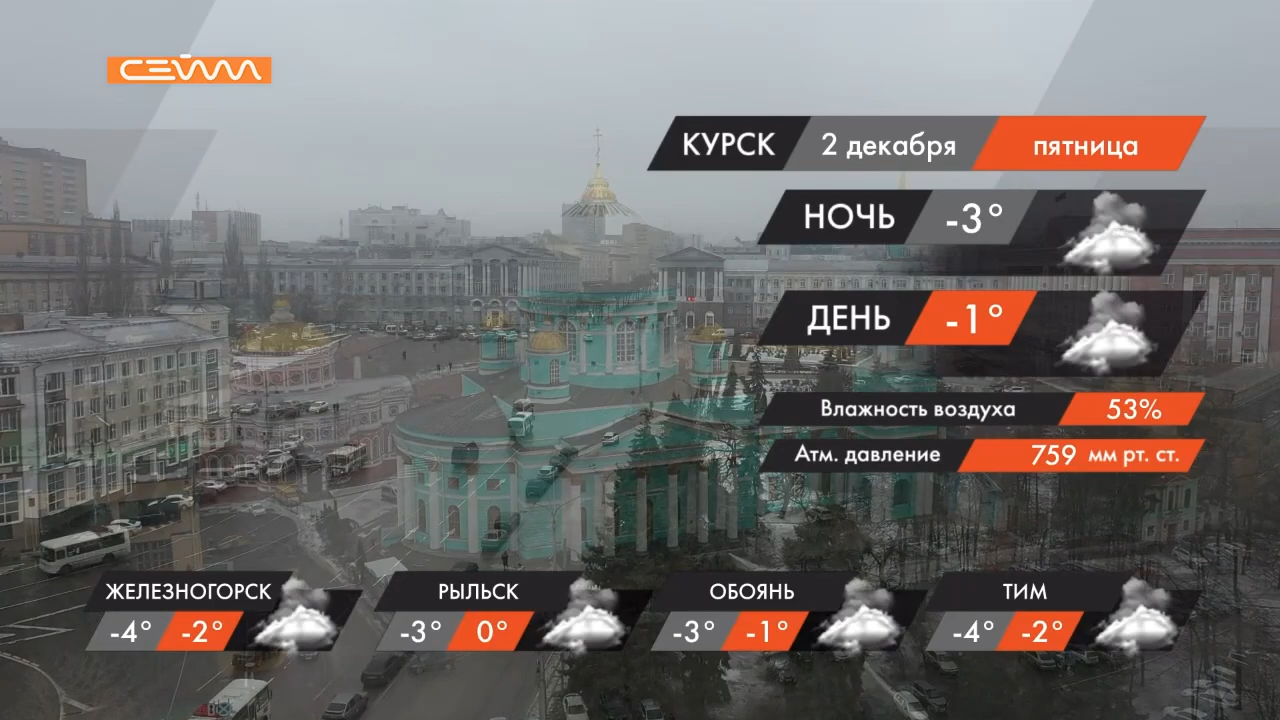 СЕЙМ
КУРСК 2 декабря пятница
НОЧЬ -3°
ДЕНЬ -1°
Влажность воздуха 53%
Атм. давление 759 мм рт. ст.
ЖЕЛЕЗНОГОРСК
-4° -2°
РЫЛЬСК
-3° 0°
ОБОЯНЬ
-3° -1°
ТИМ
-4° -2°